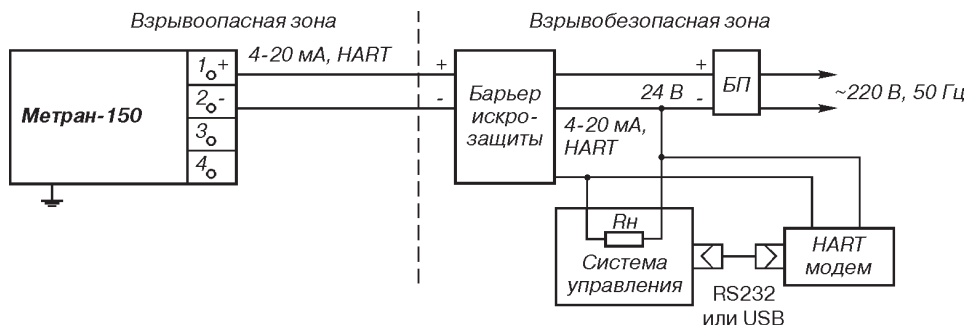 Взрывоопасная зона
Взрывобезопасная зона
Метран-150
1 +
2 -
3
4
4-20 мА, HART
+
-
Барьер
искро-
защиты
+
24 В -
БП
~220 В, 50 Гц
4-20 мА,
HART
Rн
Система
управления
RS232
или USB
HART
модем